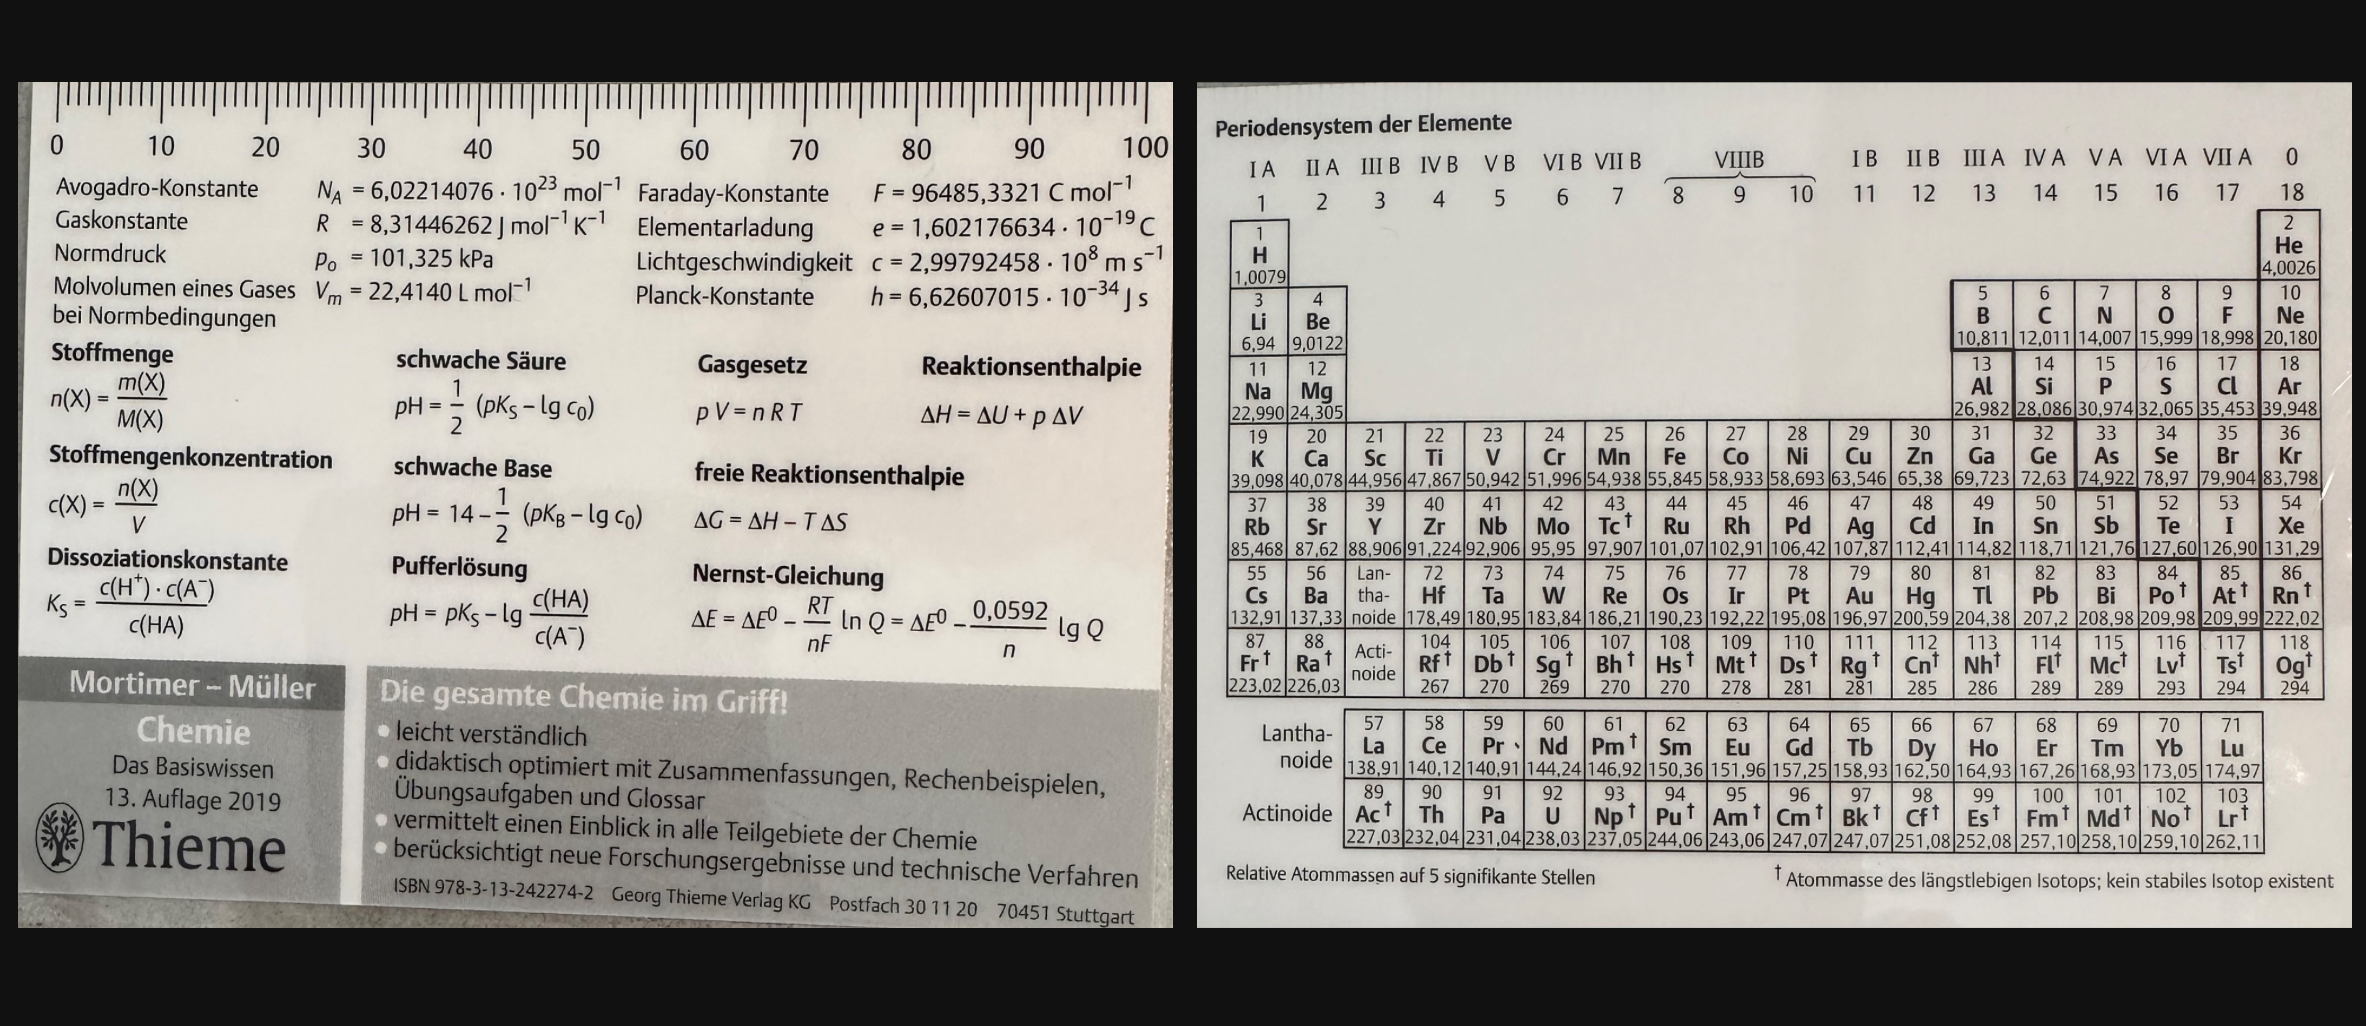 0 10 20 30 40 50 60 70 80 90 100
Avogadro-Konstante N_A = 6,02214076 · 10²³ mol⁻¹ Faraday-Konstante F = 96485,3321 C mol⁻¹
Gaskonstante R = 8,31446262 J mol⁻¹ K⁻¹ Elementarladung e = 1,602176634 · 10⁻¹⁹ C
Normdruck p₀ = 101,325 kPa Lichtgeschwindigkeit c = 2,99792458 · 10⁸ m s⁻¹
Molvolumen eines Gases V_m = 22,4140 L mol⁻¹ Planck-Konstante h = 6,62607015 · 10⁻³⁴ J s
bei Normbedingungen
Stoffmenge schwache Säure Gasgesetz Reaktionsenthalpie
n(X) = m(X)/M(X) pH = 1/2 (pK_S – lg c₀) p V = n R T ΔH = ΔU + p ΔV
Stoffmengenkonzentration schwache Base freie Reaktionsenthalpie
c(X) = n(X)/V pH = 14 – 1/2 (pK_B – lg c₀) ΔG = ΔH – T ΔS
Dissoziationskonstante Pufferlösung Nernst-Gleichung
K_S = c(H⁺) · c(A⁻)/c(HA) pH = pK_S – lg c(HA)/c(A⁻) ΔE = ΔE⁰ – RT/nF ln Q = ΔE⁰ – 0,0592/n lg Q
Mortimer – Müller
Chemie
Das Basiswissen
13. Auflage 2019
Thieme
Die gesamte Chemie im Griff!
• leicht verständlich
• didaktisch optimiert mit Zusammenfassungen, Rechenbeispielen,
Übungsaufgaben und Glossar
• vermittelt einen Einblick in alle Teilgebiete der Chemie
• berücksichtigt neue Forschungsergebnisse und technische Verfahren
ISBN 978-3-13-242274-2 Georg Thieme Verlag KG Postfach 30 11 20 70451 Stuttgart
Periodensystem der Elemente
I A II A III B IV B V B VI B VII B VIIIB I B II B III A IV A V A VI A VII A 0
1 2 3 4 5 6 7 8 9 10 11 12 13 14 15 16 17 18
1 2
H He
1,0079 4,0026
3 4 5 6 7 8 9 10
Li Be B C N O F Ne
6,94 9,0122 10,811 12,011 14,007 15,999 18,998 20,180
11 12 13 14 15 16 17 18
Na Mg Al Si P S Cl Ar
22,990 24,305 26,982 28,086 30,974 32,065 35,453 39,948
19 20 21 22 23 24 25 26 27 28 29 30 31 32 33 34 35 36
K Ca Sc Ti V Cr Mn Fe Co Ni Cu Zn Ga Ge As Se Br Kr
39,098 40,078 44,956 47,867 50,942 51,996 54,938 55,845 58,933 58,693 63,546 65,38 69,723 72,63 74,922 78,97 79,904 83,798
37 38 39 40 41 42 43 44 45 46 47 48 49 50 51 52 53 54
Rb Sr Y Zr Nb Mo Tc† Ru Rh Pd Ag Cd In Sn Sb Te I Xe
85,468 87,62 88,906 91,224 92,906 95,95 97,907 101,07 102,91 106,42 107,87 112,41 114,82 118,71 121,76 127,60 126,90 131,29
55 56 Lan- 72 73 74 75 76 77 78 79 80 81 82 83 84 85 86
Cs Ba tha- Hf Ta W Re Os Ir Pt Au Hg Tl Pb Bi Po† At† Rn†
132,91 137,33 noide 178,49 180,95 183,84 186,21 190,23 192,22 195,08 196,97 200,59 204,38 207,2 208,98 209,98 209,99 222,02
87 88 Acti- 104 105 106 107 108 109 110 111 112 113 114 115 116 117 118
Fr† Ra† noide Rf† Db† Sg† Bh† Hs† Mt† Ds† Rg† Cn† Nh† Fl† Mc† Lv† Ts† Og†
223,02 226,03 267 270 269 270 270 278 281 281 285 286 289 289 293 294 294
Lantha- 57 58 59 60 61 62 63 64 65 66 67 68 69 70 71
noide La Ce Pr Nd Pm† Sm Eu Gd Tb Dy Ho Er Tm Yb Lu
138,91 140,12 140,91 144,24 146,92 150,36 151,96 157,25 158,93 162,50 164,93 167,26 168,93 173,05 174,97
89 90 91 92 93 94 95 96 97 98 99 100 101 102 103
Actinoide Ac† Th Pa U Np† Pu† Am† Cm† Bk† Cf† Es† Fm† Md† No† Lr†
227,03 232,04 231,04 238,03 237,05 244,06 243,06 247,07 247,07 251,08 252,08 257,10 258,10 259,10 262,11
Relative Atommassen auf 5 signifikante Stellen † Atommasse des längstlebigen Isotops; kein stabiles Isotop existent